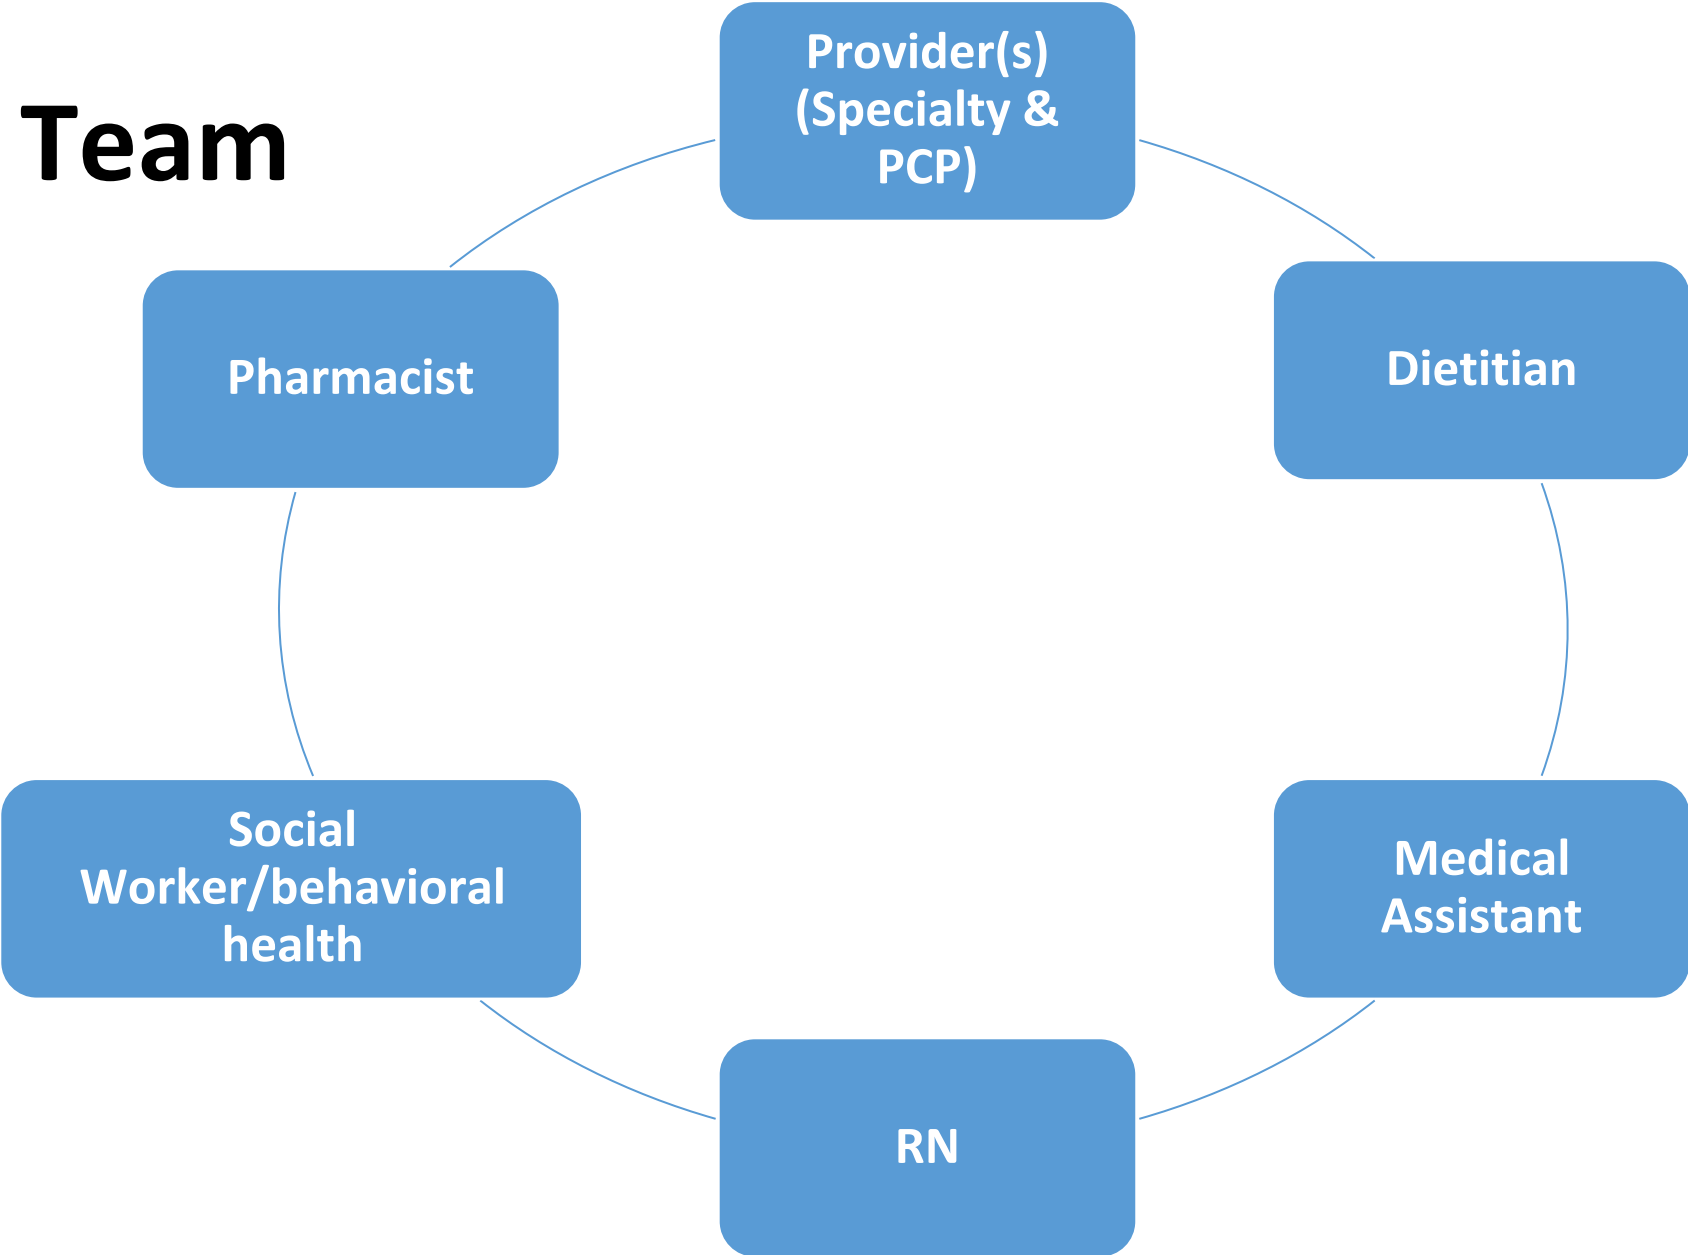 Team
Provider(s)
(Specialty &
PCP)
Dietitian
Medical
Assistant
RN
Social
Worker/behavioral
health
Pharmacist